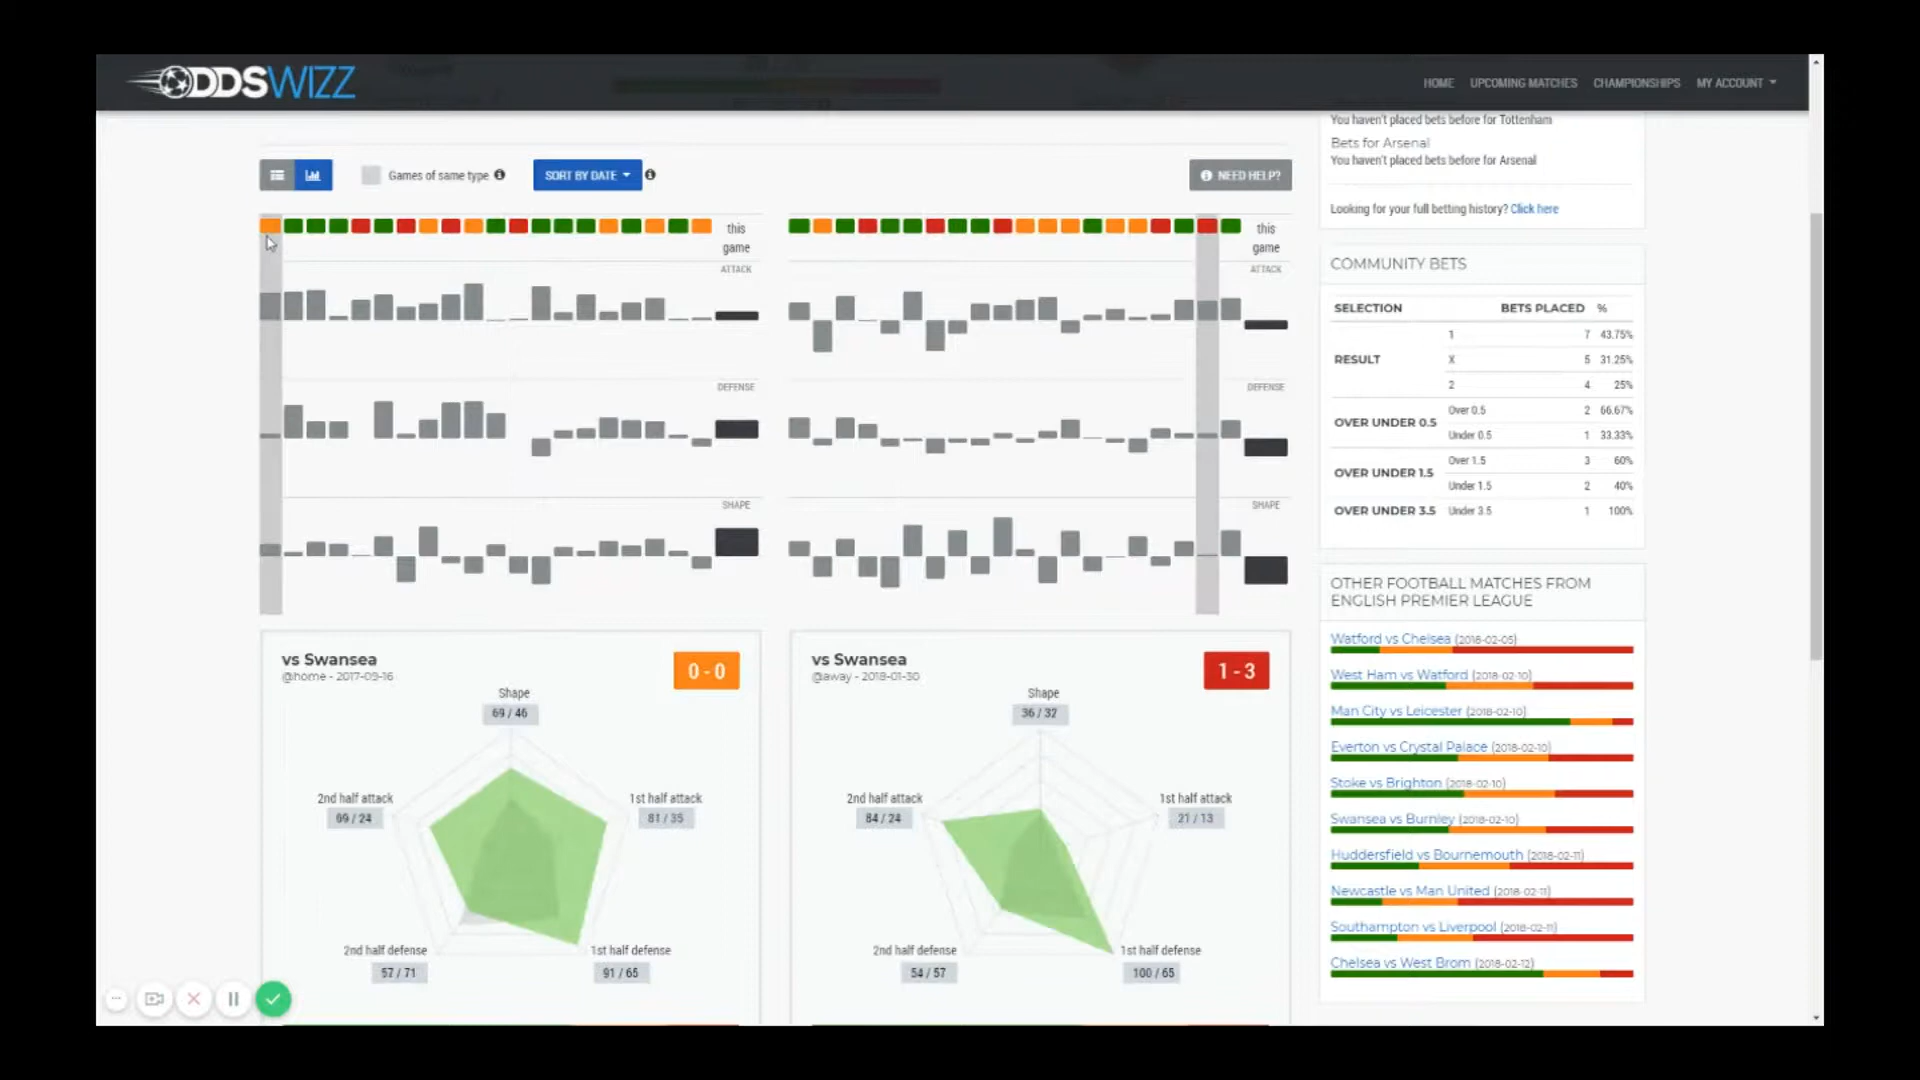 ODDSWIZZ
HOME
UPCOMING MATCHES
CHAMPIONSHIPS
MY ACCOUNT
Games of same type
SORT BY DATE
NEED HELP?
this
game
ATTACK
DEFENSE
SHAPE
this
game
ATTACK
DEFENSE
SHAPE
vs Swansea
@home - 2017-09-16
0 - 0
Shape
69 / 46
2nd half attack
69 / 24
1st half attack
81 / 35
2nd half defense
57 / 71
1st half defense
91 / 65
vs Swansea
@away - 2018-01-30
1 - 3
Shape
36 / 32
2nd half attack
84 / 24
1st half attack
21 / 13
2nd half defense
54 / 57
1st half defense
100 / 65
You haven't placed bets before for Tottenham
Bets for Arsenal
You haven't placed bets before for Arsenal
Looking for your full betting history? Click here
COMMUNITY BETS
SELECTION BETS PLACED %
RESULT
1 7 43.75%
X 5 31.25%
2 4 25%
OVER UNDER 0.5
Over 0.5 2 66.67%
Under 0.5 1 33.33%
OVER UNDER 1.5
Over 1.5 3 60%
Under 1.5 2 40%
OVER UNDER 3.5 Under 3.5 1 100%
OTHER FOOTBALL MATCHES FROM
ENGLISH PREMIER LEAGUE
Watford vs Chelsea (2018-02-05)
West Ham vs Watford (2018-02-10)
Man City vs Leicester (2018-02-10)
Everton vs Crystal Palace (2018-02-10)
Stoke vs Brighton (2018-02-10)
Swansea vs Burnley (2018-02-10)
Huddersfield vs Bournemouth (2018-02-11)
Newcastle vs Man United (2018-02-11)
Southampton vs Liverpool (2018-02-11)
Chelsea vs West Brom (2018-02-12)